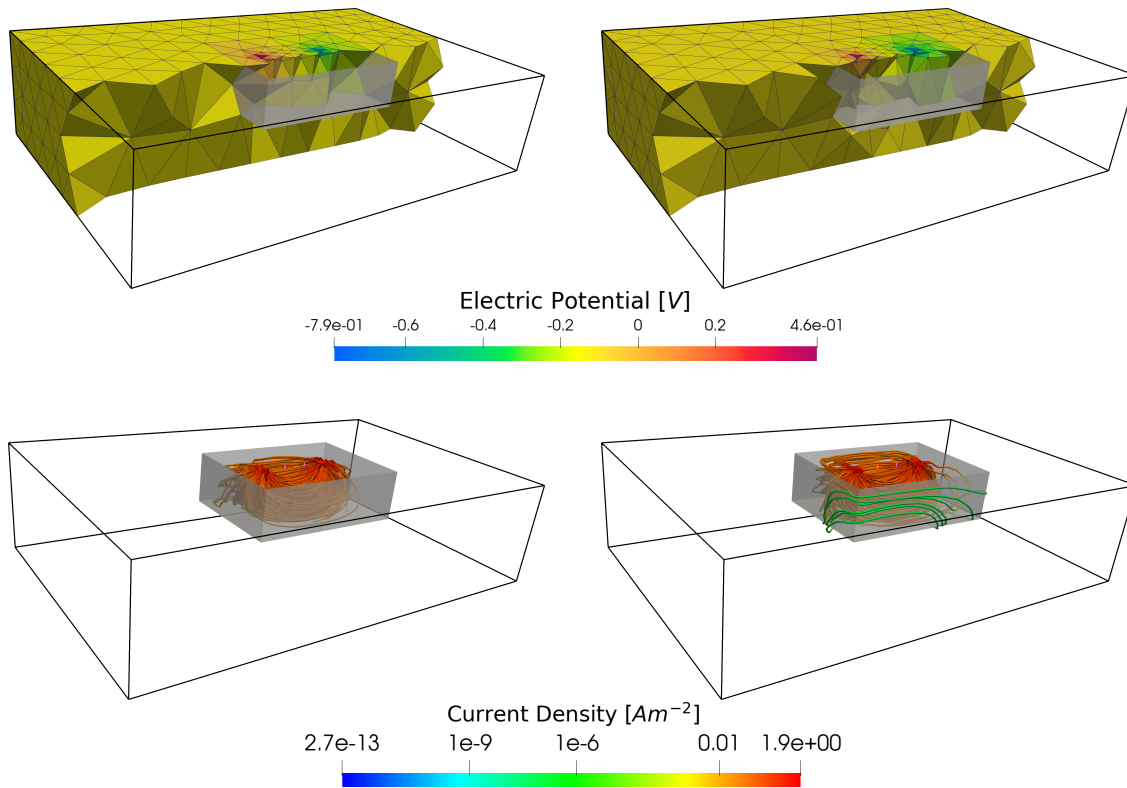 Electric Potential [V]
-7.9e-01 -0.6 -0.4 -0.2 0 0.2 4.6e-01
Current Density [Am⁻²]
2.7e-13 1e-9 1e-6 0.01 1.9e+00